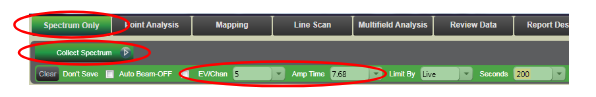 Spectrum Only Point Analysis Mapping Line Scan Multifield Analysis Review Data Report Des
Collect Spectrum
Clear Don't Save Auto Beam-OFF EV/Chan 5 Amp Time 7.68 Limit By Live Seconds 200